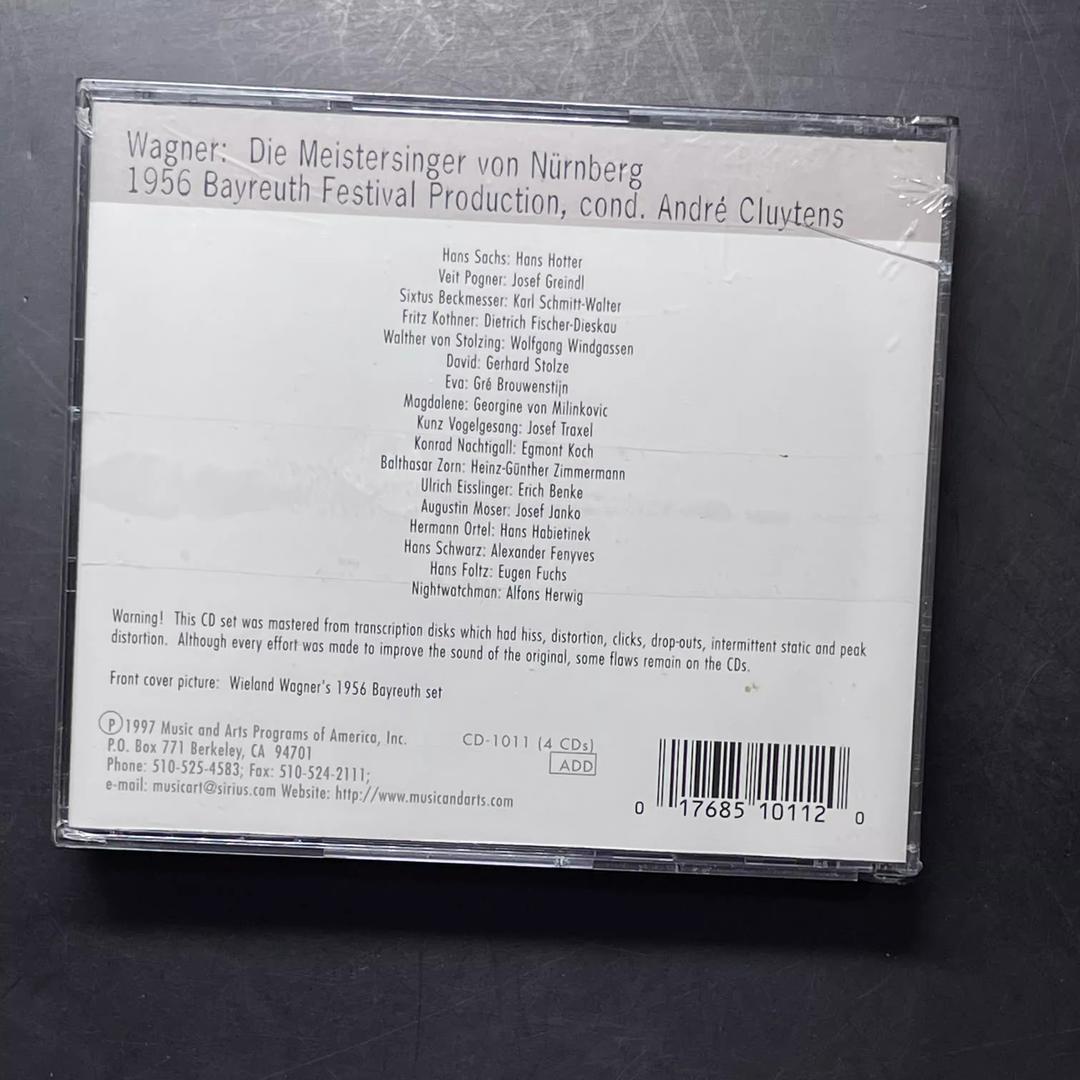 Wagner: Die Meistersinger von Nürnberg
1956 Bayreuth Festival Production, cond. André Cluytens
Hans Sachs: Hans Hotter
Veit Pogner: Josef Greindl
Sixtus Beckmesser: Karl Schmitt-Walter
Fritz Kothner: Dietrich Fischer-Dieskau
Walther von Stolzing: Wolfgang Windgassen
David: Gerhard Stolze
Eva: Gré Brouwenstijn
Magdalene: Georgine von Milinkovic
Kunz Vogelgesang: Josef Traxel
Konrad Nachtigall: Egmont Koch
Balthasar Zorn: Heinz-Günther Zimmermann
Ulrich Eisslinger: Erich Benke
Augustin Moser: Josef Janko
Hermann Ortel: Hans Habietinek
Hans Schwarz: Alexander Fenyves
Hans Foltz: Eugen Fuchs
Nightwatchman: Alfons Herwig
Warning! This CD set was mastered from transcription disks which had hiss, distortion, clicks, drop-outs, intermittent static and peak
distortion. Although every effort was made to improve the sound of the original, some flaws remain on the CDs.
Front cover picture: Wieland Wagner's 1956 Bayreuth set
℗1997 Music and Arts Programs of America, Inc.
P.O. Box 771 Berkeley, CA 94701
Phone: 510-525-4583; Fax: 510-524-2111;
e-mail: musicart@sirius.com Website: http://www.musicandarts.com
CD-1011 (4 CDs)
ADD
0 17685 10112 0